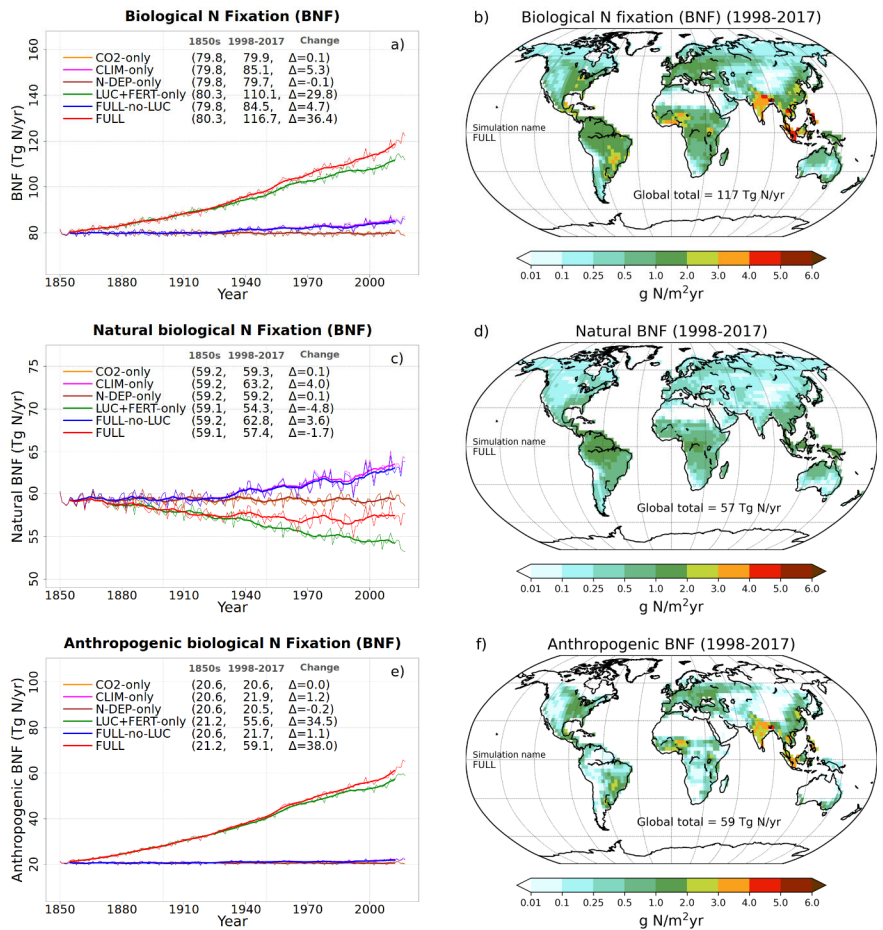 Biological N Fixation (BNF)
a)
1850s 1998-2017 Change
CO2-only (79.8, 79.9, Δ=0.1)
CLIM-only (79.8, 85.1, Δ=5.3)
N-DEP-only (79.8, 79.7, Δ=-0.1)
LUC+FERT-only (80.3, 110.1, Δ=29.8)
FULL-no-LUC (79.8, 84.5, Δ=4.7)
FULL (80.3, 116.7, Δ=36.4)
BNF (Tg N/yr)
160
140
120
100
80
1850 1880 1910 1940 1970 2000
Year
b) Biological N fixation (BNF) (1998-2017)
Simulation name
FULL
Global total = 117 Tg N/yr
0.01 0.1 0.25 0.5 1.0 2.0 3.0 4.0 5.0 6.0
g N/m²yr
Natural biological N Fixation (BNF)
c)
1850s 1998-2017 Change
CO2-only (59.2, 59.3, Δ=0.1)
CLIM-only (59.2, 63.2, Δ=4.0)
N-DEP-only (59.2, 59.2, Δ=0.1)
LUC+FERT-only (59.1, 54.3, Δ=-4.8)
FULL-no-LUC (59.2, 62.8, Δ=3.6)
FULL (59.1, 57.4, Δ=-1.7)
Natural BNF (Tg N/yr)
75
70
65
60
55
50
1850 1880 1910 1940 1970 2000
Year
d) Natural BNF (1998-2017)
Simulation name
FULL
Global total = 57 Tg N/yr
0.01 0.1 0.25 0.5 1.0 2.0 3.0 4.0 5.0 6.0
g N/m²yr
Anthropogenic biological N Fixation (BNF)
e)
1850s 1998-2017 Change
CO2-only (20.6, 20.6, Δ=0.0)
CLIM-only (20.6, 21.9, Δ=1.2)
N-DEP-only (20.6, 20.5, Δ=-0.2)
LUC+FERT-only (21.2, 55.6, Δ=34.5)
FULL-no-LUC (20.6, 21.7, Δ=1.1)
FULL (21.2, 59.1, Δ=38.0)
Anthropogenic BNF (Tg N/yr)
100
80
60
40
20
1850 1880 1910 1940 1970 2000
Year
f) Anthropogenic BNF (1998-2017)
Simulation name
FULL
Global total = 59 Tg N/yr
0.01 0.1 0.25 0.5 1.0 2.0 3.0 4.0 5.0 6.0
g N/m²yr